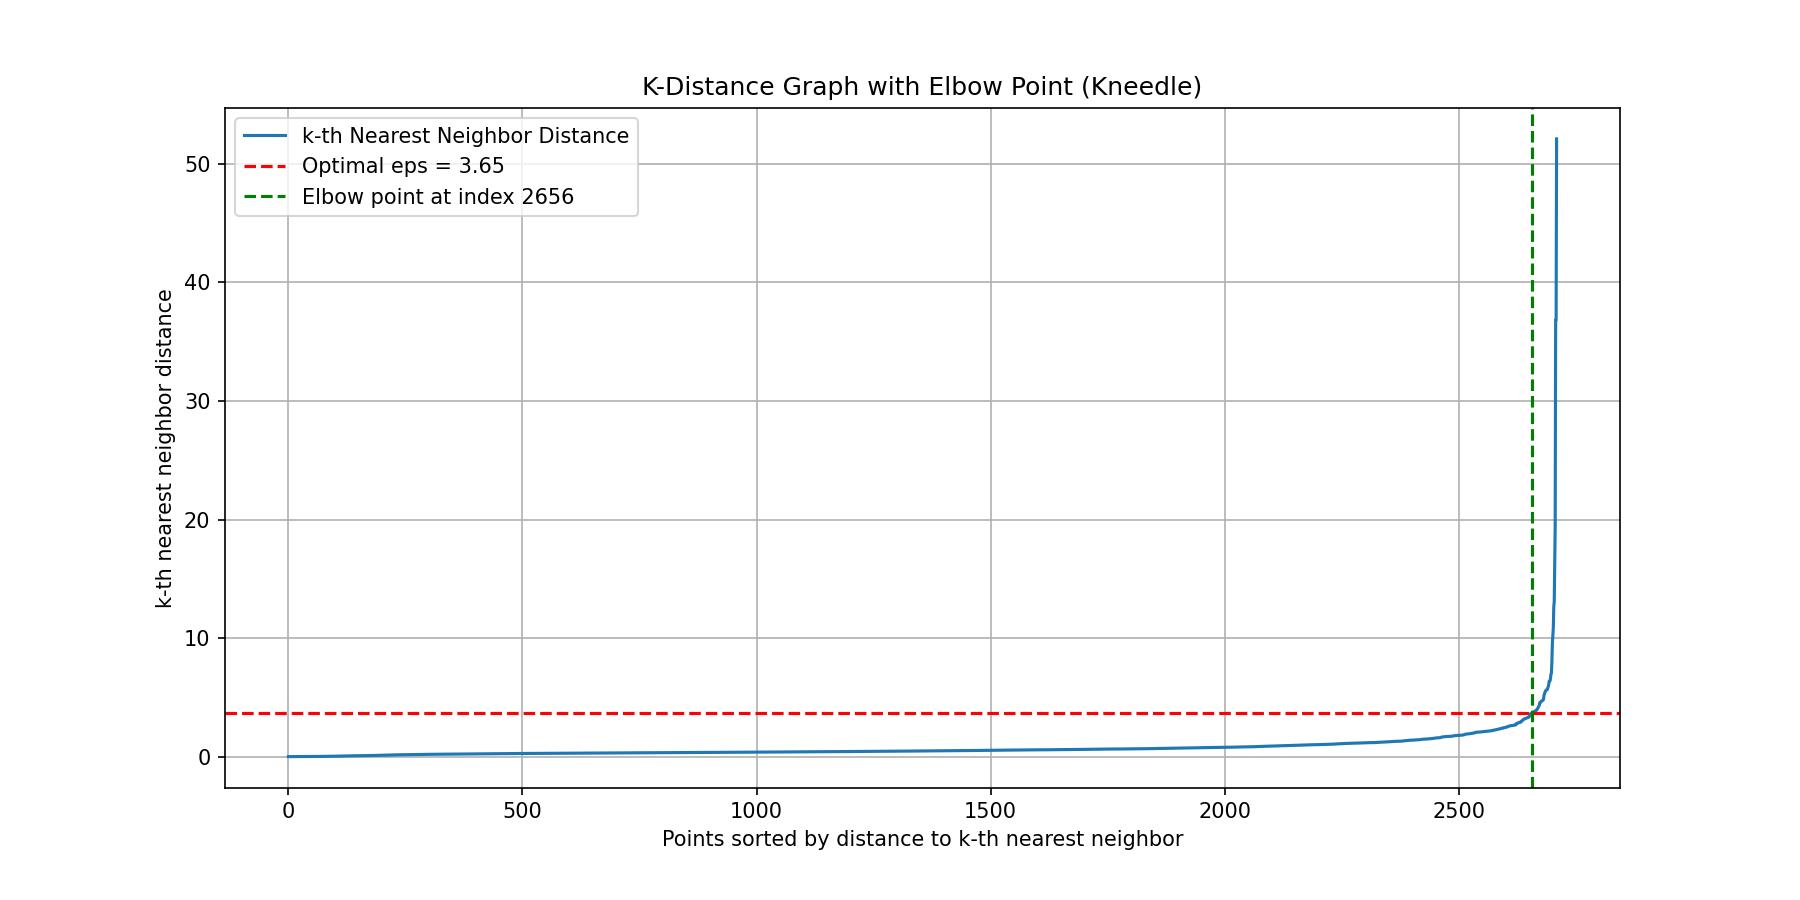 K-Distance Graph with Elbow Point (Kneedle)
k-th Nearest Neighbor Distance
Optimal eps = 3.65
Elbow point at index 2656
k-th nearest neighbor distance
50
40
30
20
10
0
0 500 1000 1500 2000 2500
Points sorted by distance to k-th nearest neighbor